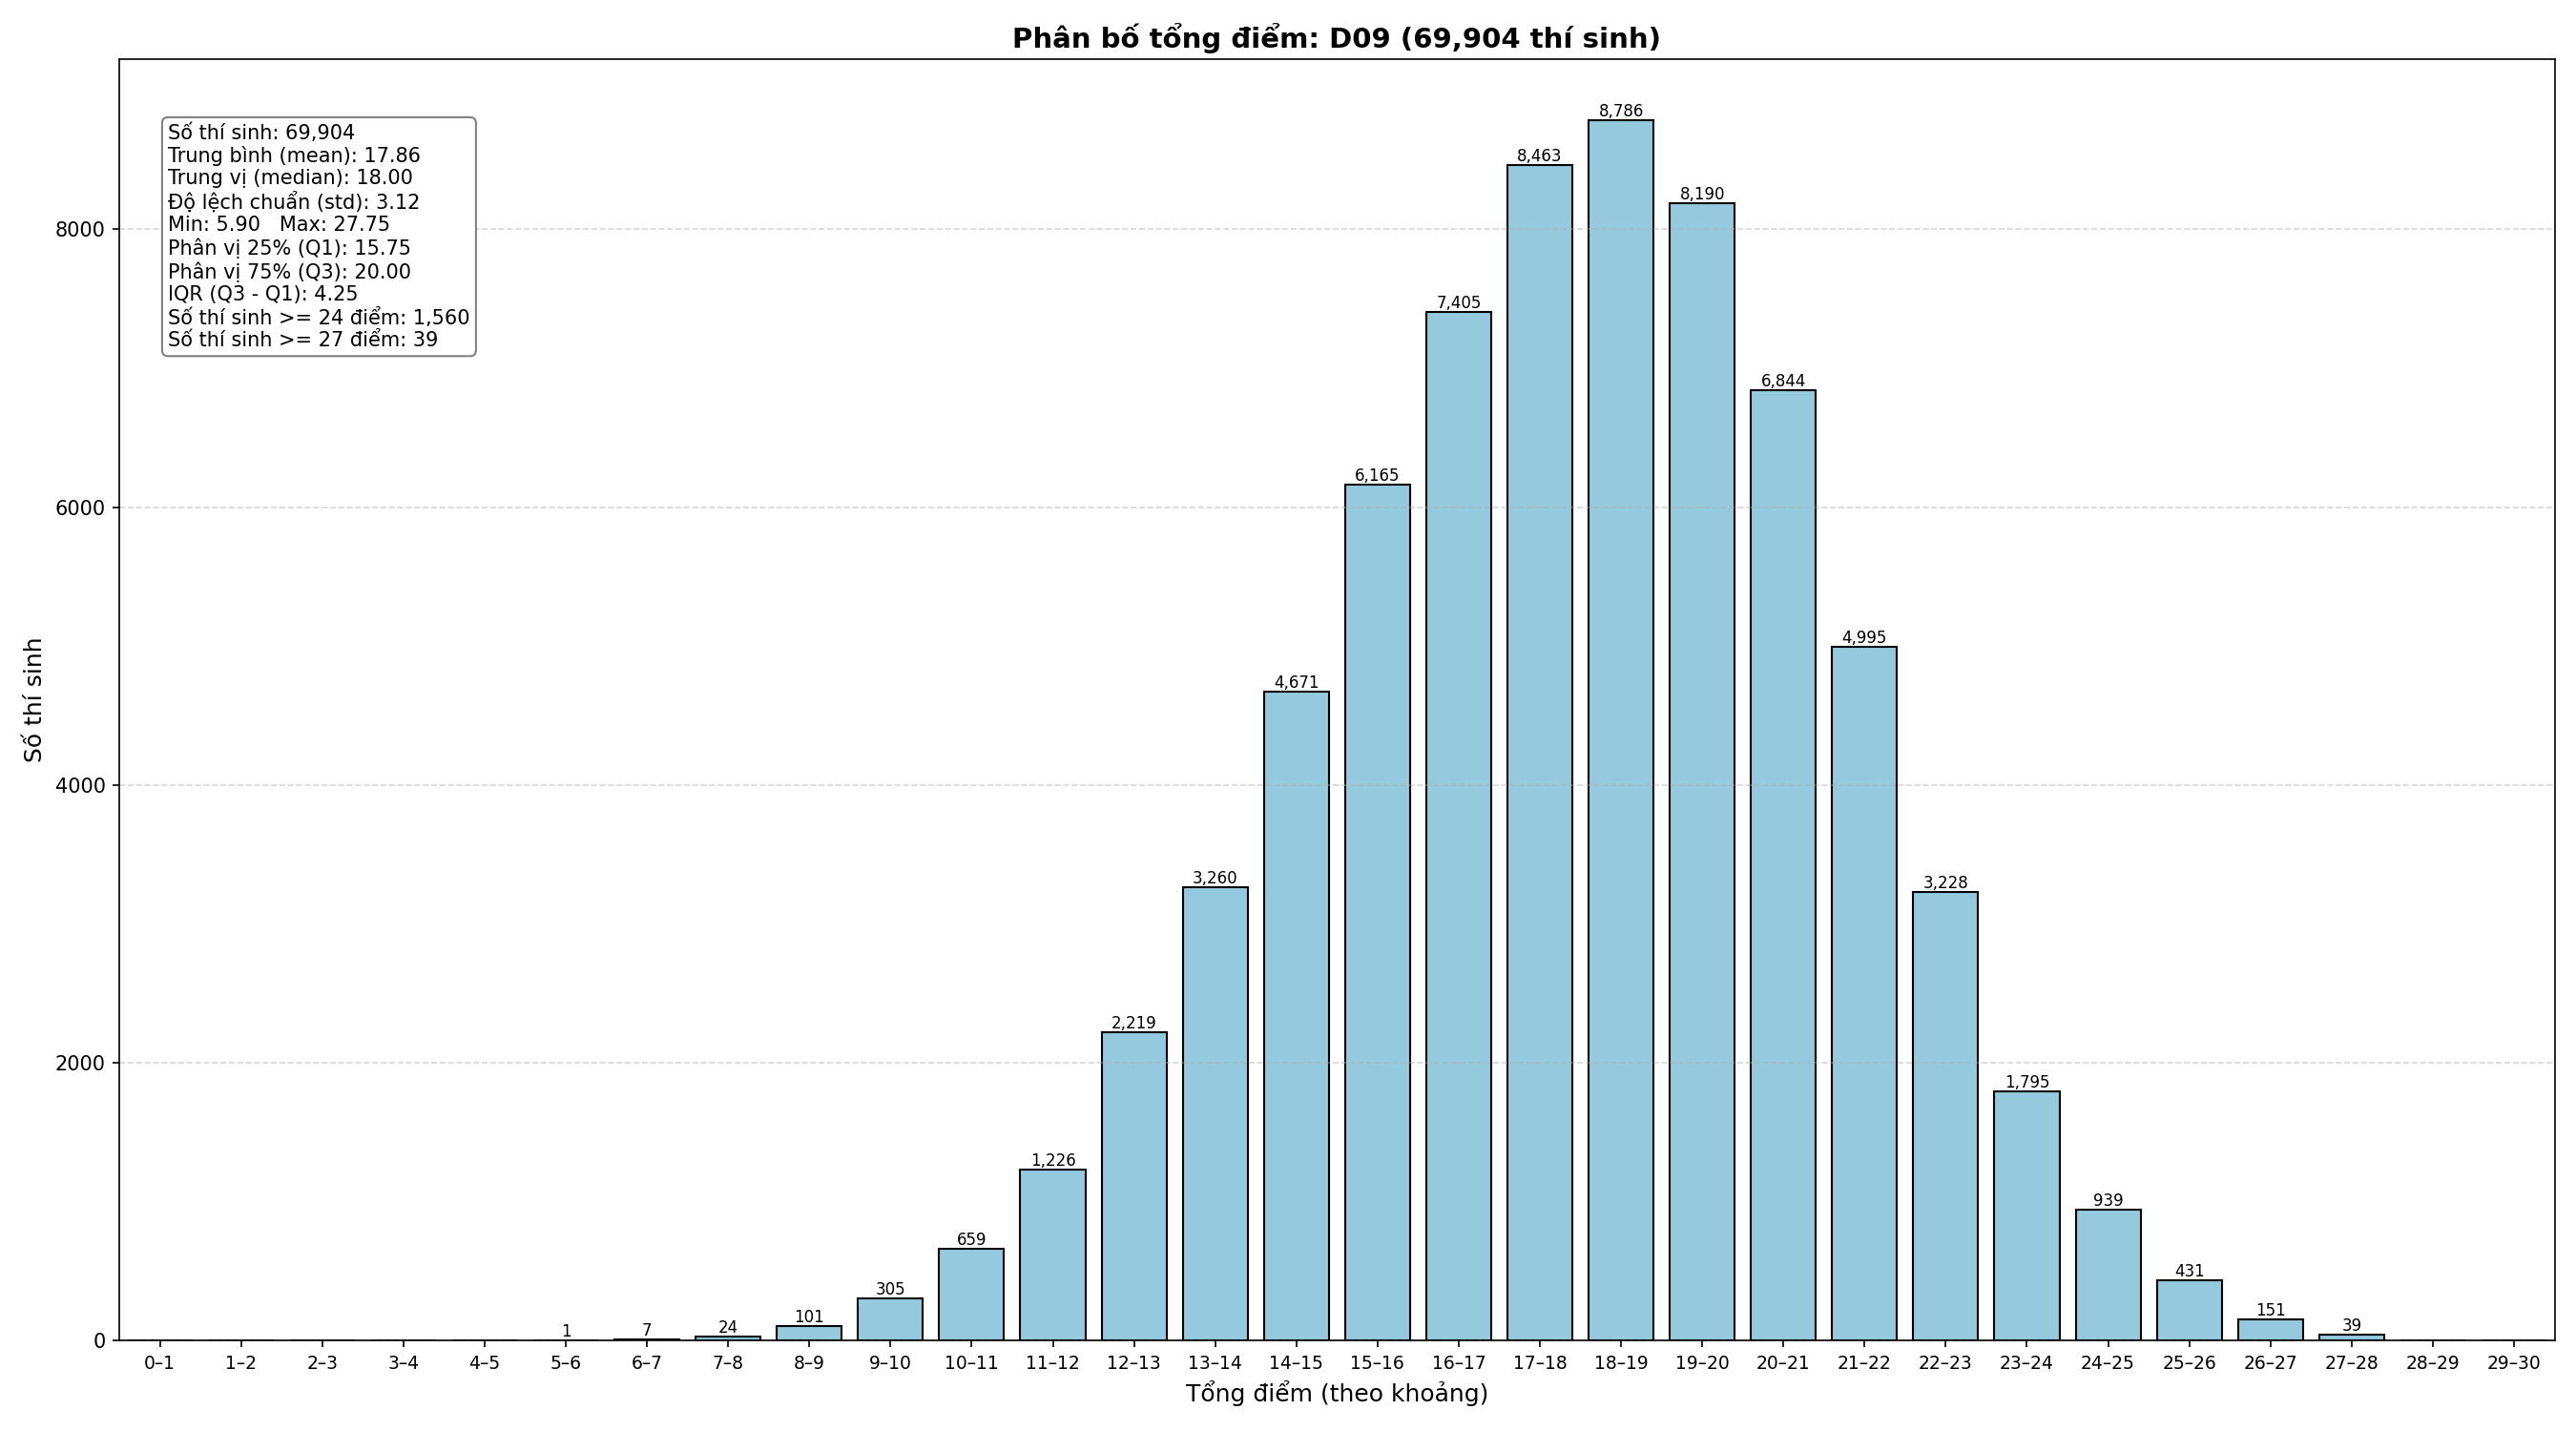 Phân bố tổng điểm: D09 (69,904 thí sinh)
Số thí sinh: 69,904
Trung bình (mean): 17.86
Trung vị (median): 18.00
Độ lệch chuẩn (std): 3.12
Min: 5.90   Max: 27.75
Phân vị 25% (Q1): 15.75
Phân vị 75% (Q3): 20.00
IQR (Q3 - Q1): 4.25
Số thí sinh >= 24 điểm: 1,560
Số thí sinh >= 27 điểm: 39
Số thí sinh
8000
6000
4000
2000
0
1
7
24
101
305
659
1,226
2,219
3,260
4,671
6,165
7,405
8,463
8,786
8,190
6,844
4,995
3,228
1,795
939
431
151
39
0–1 1–2 2–3 3–4 4–5 5–6 6–7 7–8 8–9 9–10 10–11 11–12 12–13 13–14 14–15 15–16 16–17 17–18 18–19 19–20 20–21 21–22 22–23 23–24 24–25 25–26 26–27 27–28 28–29 29–30
Tổng điểm (theo khoảng)